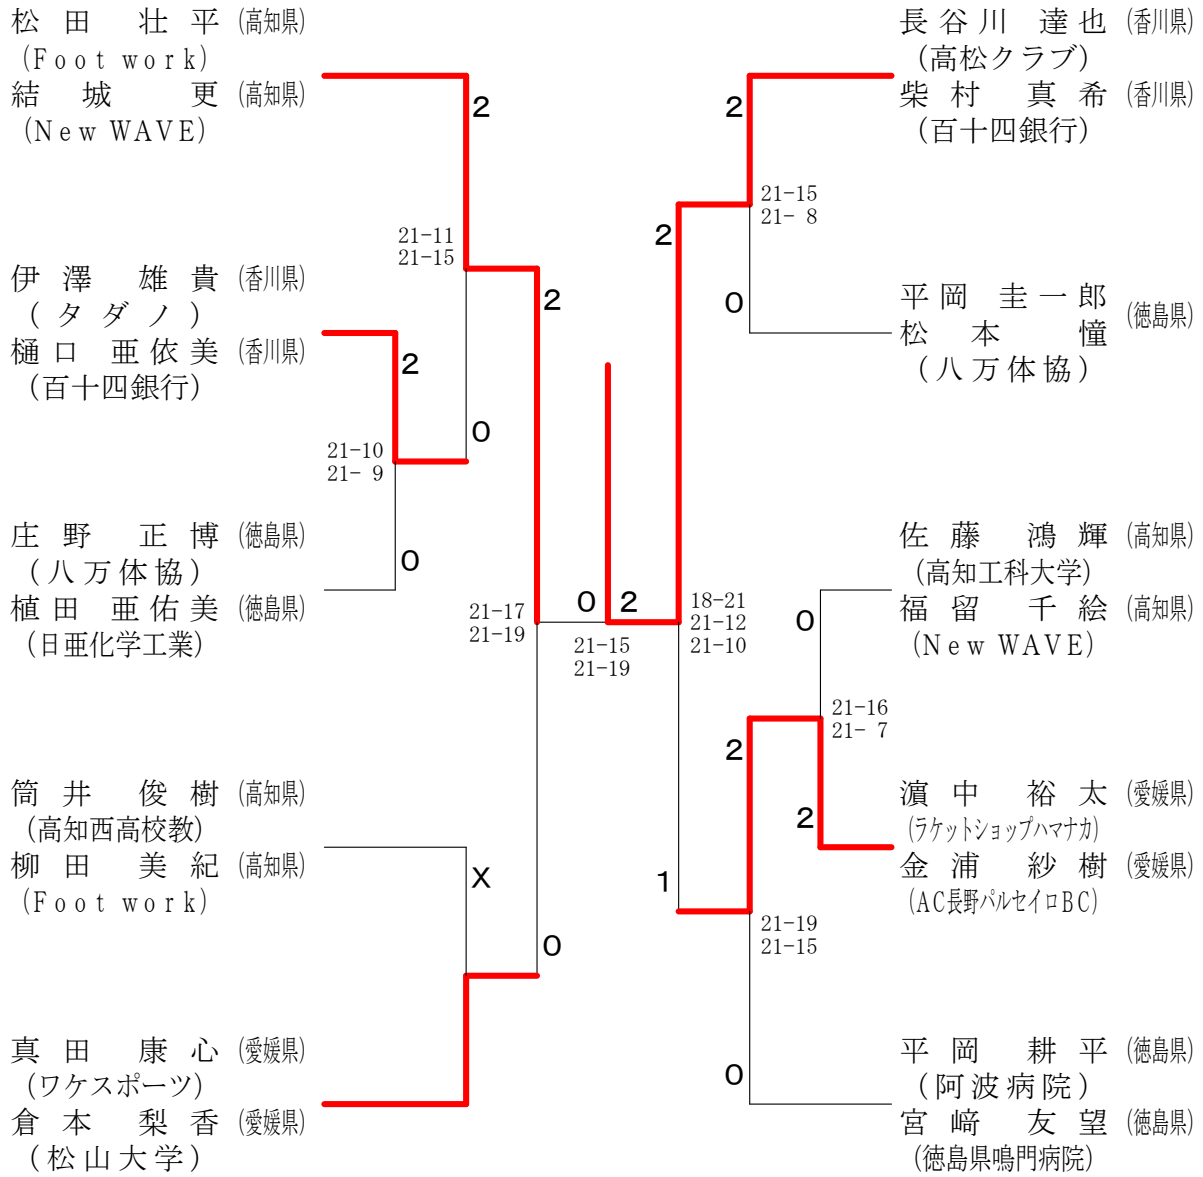 松田 壮平 (高知県)
(Foot work)
結城 更 (高知県)
(New WAVE)
2
21-11
21-15
伊澤 雄貴 (香川県)
(タダノ)
樋口 亜依美 (香川県)
(百十四銀行)
2
0
21-10
21- 9
庄野 正博 (徳島県)
(八万体協)
植田 亜佑美 (徳島県)
(日亜化学工業)
0
2
21-17
21-19
筒井 俊樹 (高知県)
(高知西高校教)
柳田 美紀 (高知県)
(Foot work)
X
0
真田 康心 (愛媛県)
(ワケスポーツ)
倉本 梨香 (愛媛県)
(松山大学)
0 2
21-15
21-19
長谷川 達也 (香川県)
(高松クラブ)
柴村 真希 (香川県)
(百十四銀行)
2
21-15
21- 8
2
0
平岡 圭一郎
松本 憧
(八万体協)
(徳島県)
18-21
21-12
21-10
佐藤 鴻輝 (高知県)
(高知工科大学)
福留 千絵 (高知県)
(New WAVE)
0
21-16
21- 7
2
2
濵中 裕太 (愛媛県)
(ラケットショップハマナカ)
金浦 紗樹 (愛媛県)
(AC長野パルセイロBC)
1
21-19
21-15
0
平岡 耕平 (徳島県)
(阿波病院)
宮﨑 友望 (徳島県)
(徳島県鳴門病院)